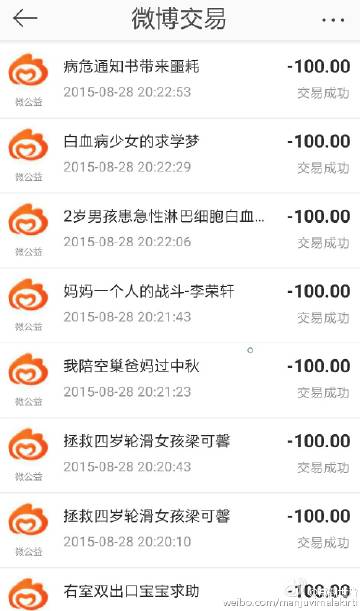 微博交易
病危通知书带来噩耗
-100.00
微公益
2015-08-28 20:22:53
交易成功
白血病少女的求学梦
-100.00
微公益
2015-08-28 20:22:29
交易成功
2岁男孩患急性淋巴细胞白血...
-100.00
微公益
2015-08-28 20:22:06
交易成功
妈妈一个人的战斗-李荣轩
-100.00
微公益
2015-08-28 20:21:43
交易成功
我陪空巢爸妈过中秋
-100.00
微公益
2015-08-28 20:21:23
交易成功
拯救四岁轮滑女孩梁可馨
-100.00
微公益
2015-08-28 20:20:43
交易成功
拯救四岁轮滑女孩梁可馨
-100.00
微公益
2015-08-28 20:20:10
交易成功
右室双出口宝宝求助
-100.00
weibo.com/manjuvimalakirti